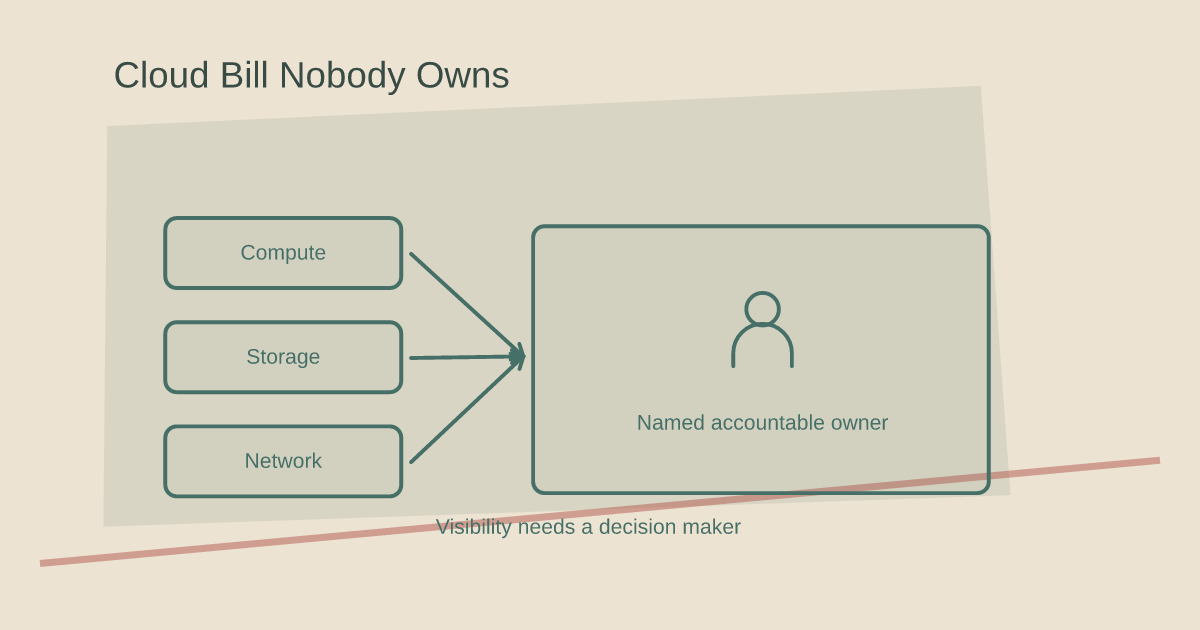 Cloud Bill Nobody Owns
Compute
Storage
Network
Named accountable owner
Visibility needs a decision maker